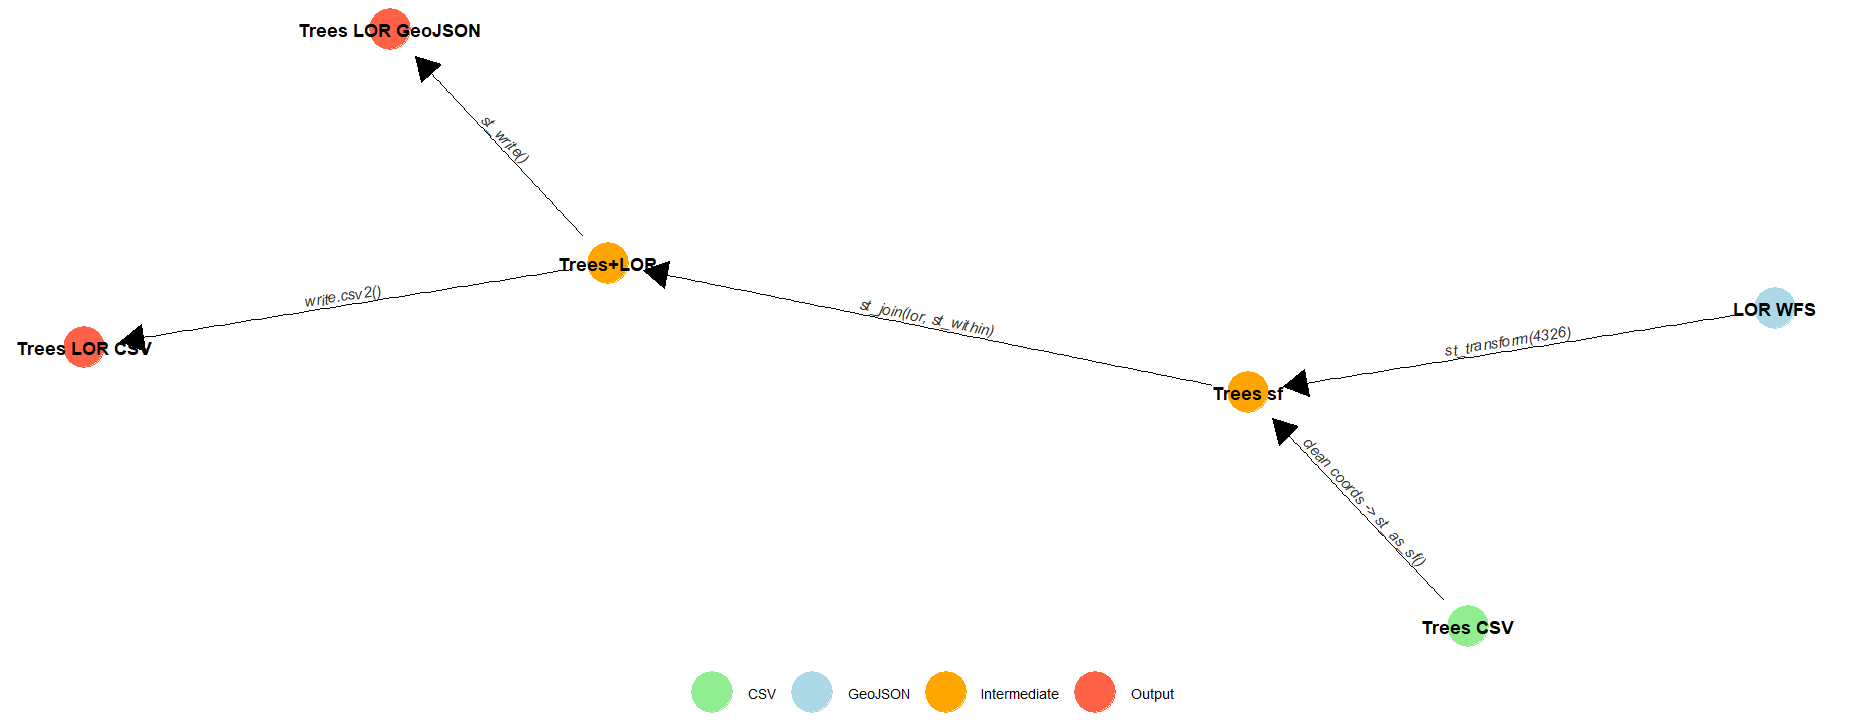 Trees LOR GeoJSON
st_write()
Trees+LOR
write.csv2()
st_join(lor, st_within)
LOR WFS
st_transform(4326)
Trees LOR CSV
Trees sf
clean coords -> st_as_sf()
Trees CSV
CSV
GeoJSON
Intermediate
Output